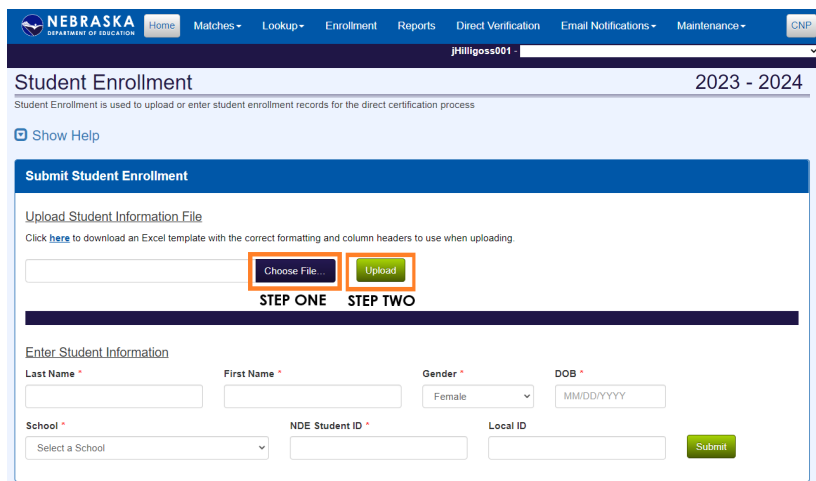 NEBRASKA
DEPARTMENT OF EDUCATION
Home Matches Lookup Enrollment Reports Direct Verification Email Notifications Maintenance CNP
jHilligoss001 -
Student Enrollment 2023 - 2024
Student Enrollment is used to upload or enter student enrollment records for the direct certification process
Show Help
Submit Student Enrollment
Upload Student Information File
Click here to download an Excel template with the correct formatting and column headers to use when uploading.
Choose File... Upload
STEP ONE STEP TWO
Enter Student Information
Last Name * First Name * Gender * DOB *
Female MM/DD/YYYY
School * NDE Student ID * Local ID
Select a School Submit